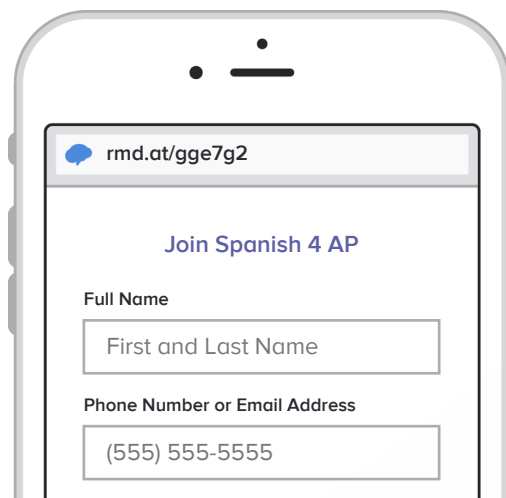 rmd.at/gge7g2
Join Spanish 4 AP
Full Name
First and Last Name
Phone Number or Email Address
(555) 555-5555